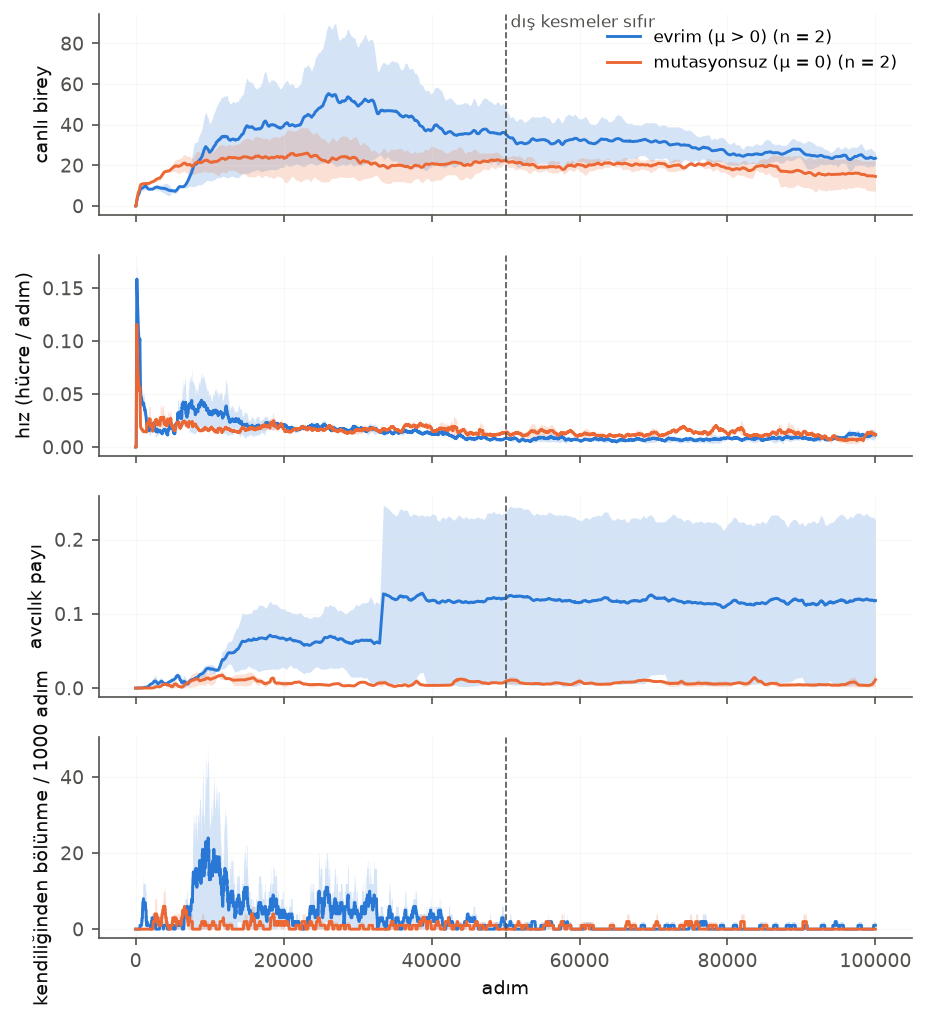 dış kesmeler sıfır
evrim (μ > 0) (n = 2)
mutasyonsuz (μ = 0) (n = 2)
canlı birey
80
60
40
20
0
hız (hücre / adım)
0.15
0.10
0.05
0.00
avcılık payı
0.2
0.1
0.0
kendiliğinden bölünme / 1000 adım
40
20
0
0 20000 40000 60000 80000 100000
adım